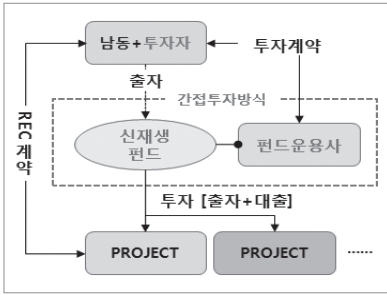 남동+투자자
투자계약
출자
간접투자방식
REC 계약
신재생
펀드
펀드운용사
투자 [출자+대출]
PROJECT
PROJECT
······